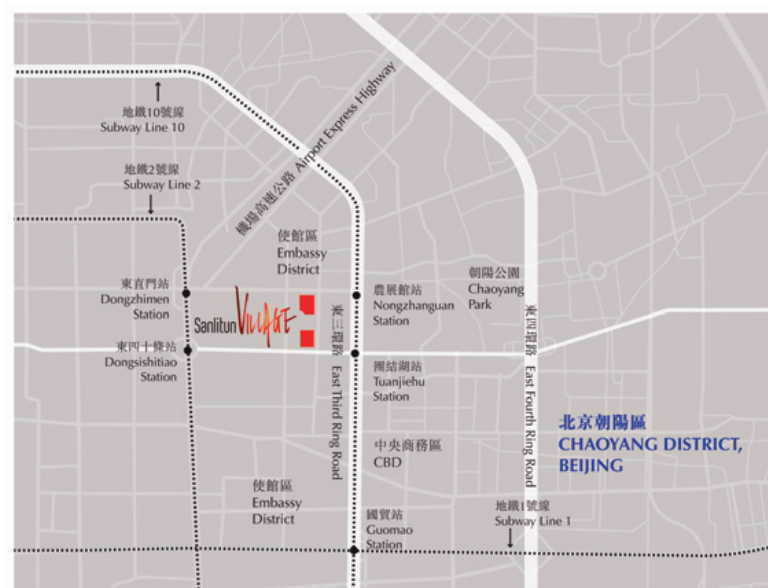 地鐵10號線
Subway Line 10
地鐵2號線
Subway Line 2
機場高速公路 Airport Express Highway
使館區
Embassy
District
東直門站
Dongzhimen
Station
Sanlitun VILLAGE
農展館站
Nongzhanguan
Station
朝陽公園
Chaoyang
Park
東四十條站
Dongsishitiao
Station
東三環路 East Third Ring Road
團結湖站
Tuanjiehu
Station
東四環路 East Fourth Ring Road
北京朝陽區
CHAOYANG DISTRICT,
BEIJING
中央商務區
CBD
使館區
Embassy
District
國貿站
Guomao
Station
地鐵1號線
Subway Line 1